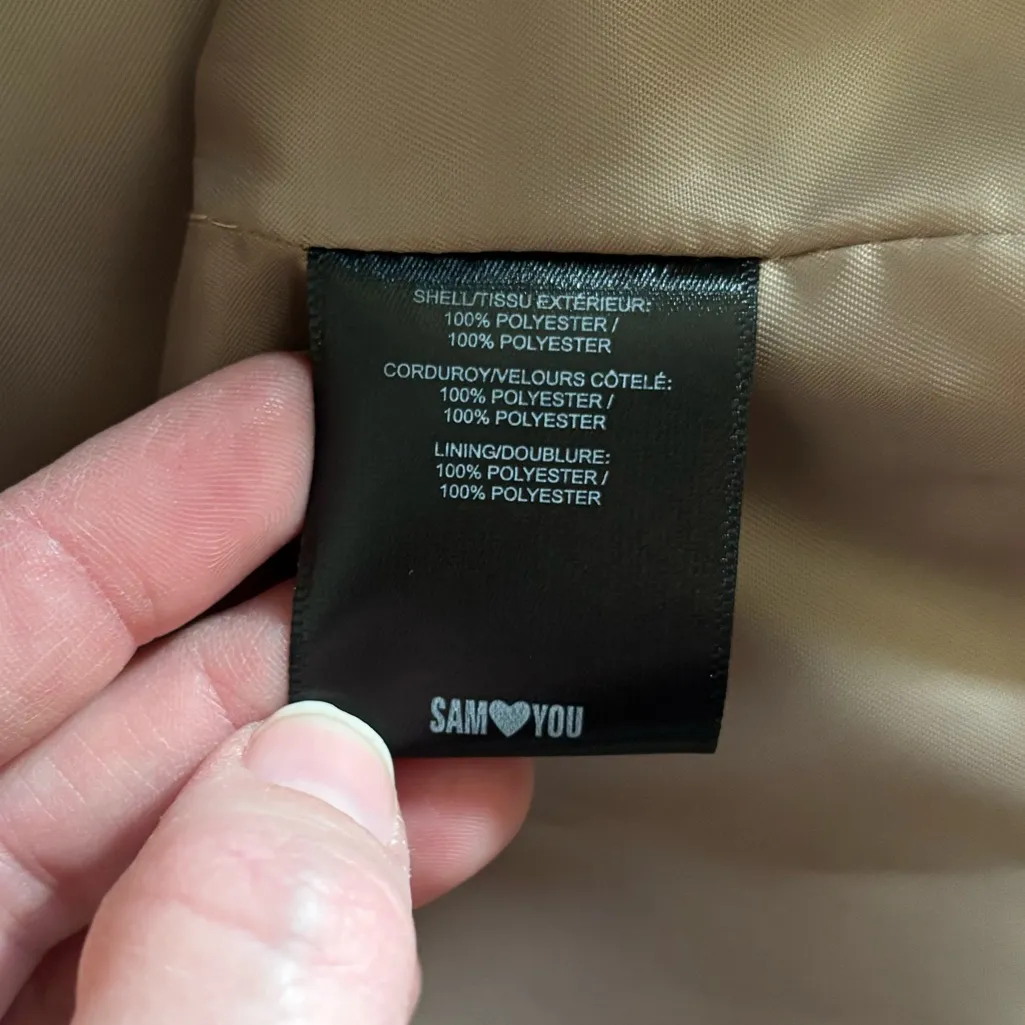 SHELL/TISSU EXTÉRIEUR:
100% POLYESTER /
100% POLYESTER
CORDUROY/VELOURS CÔTELÉ:
100% POLYESTER /
100% POLYESTER
LINING/DOUBLURE:
100% POLYESTER /
100% POLYESTER
SAM♥YOU